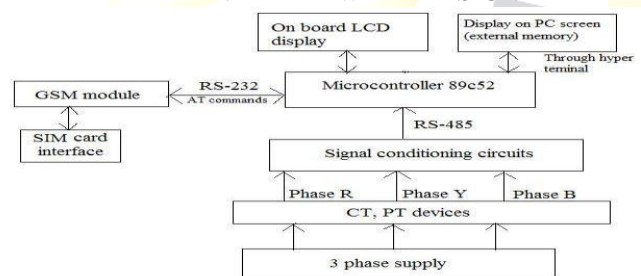 On board LCD
display
Display on PC screen
(external memory)
Through hyper
teminal
RS-232
AT commands
Microcontroller 89c52
GSM module
RS-485
SIM card
interface
Signal conditioning circuits
Phase R
Phase Y
Phase B
CT, PT devices
3 phase supply